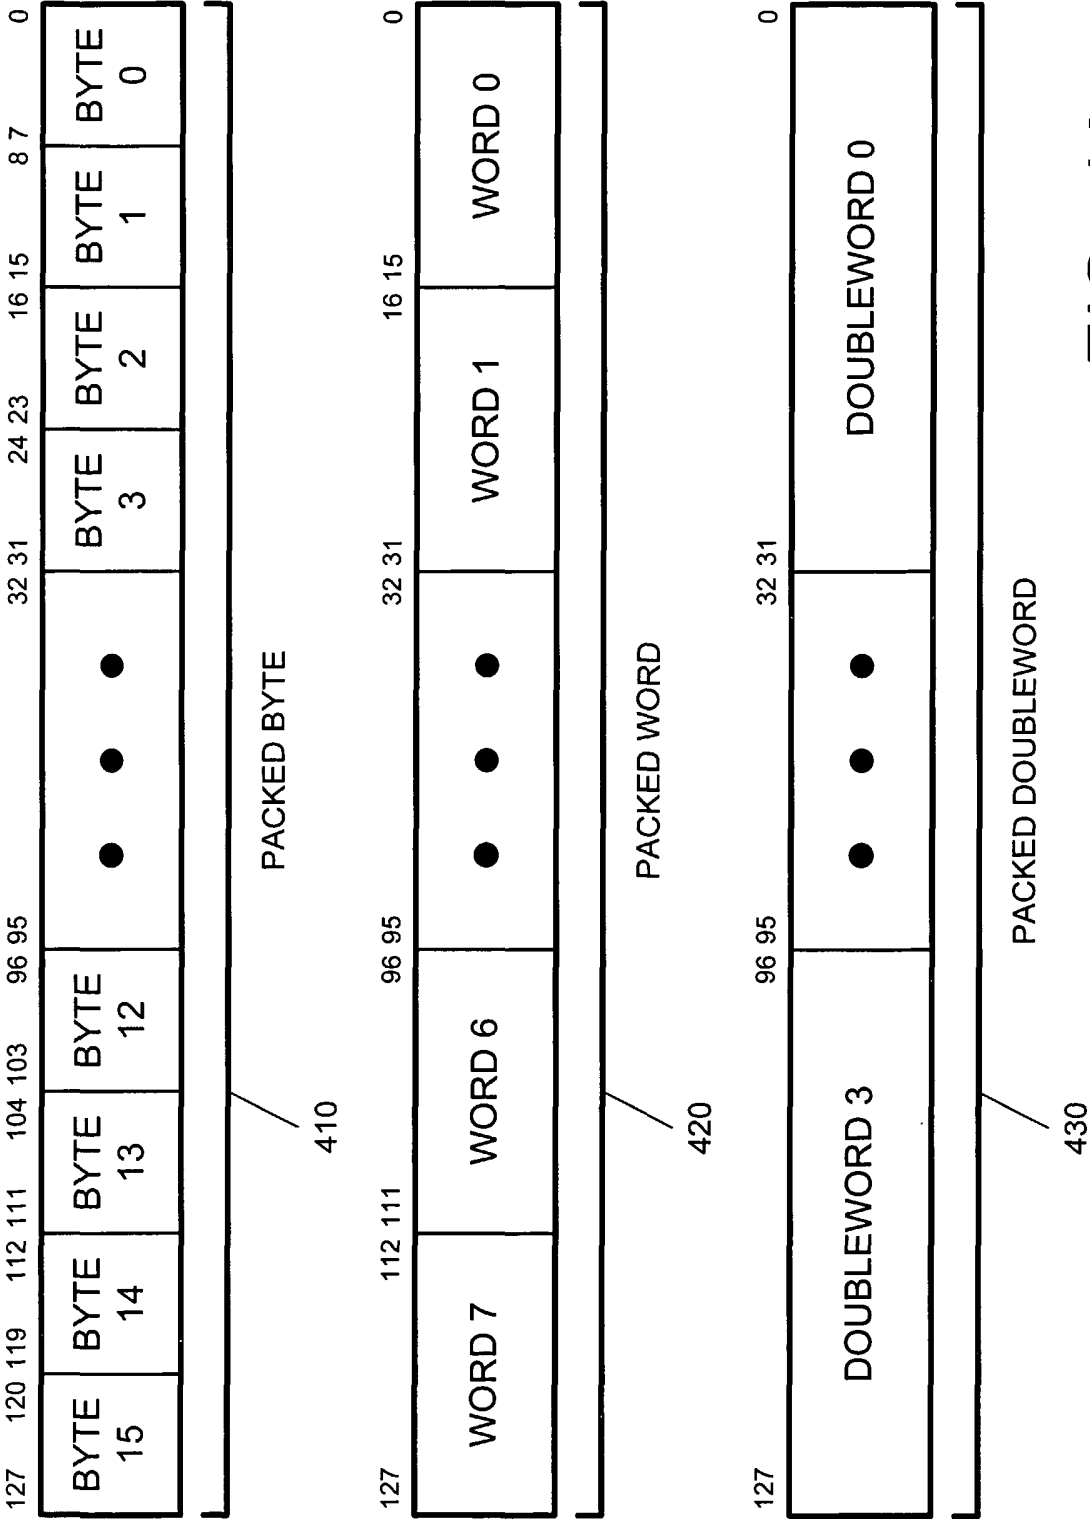 127 120 119 112 111 104 103 96 95 32 31 24 23 16 15 8 7 0
BYTE 15 BYTE 14 BYTE 13 BYTE 12 BYTE 3 BYTE 2 BYTE 1 BYTE 0
PACKED BYTE
410
127 112 111 96 95 32 31 16 15 0
WORD 7 WORD 6 WORD 1 WORD 0
PACKED WORD
420
127 96 95 32 31 0
DOUBLEWORD 3 DOUBLEWORD 0
PACKED DOUBLEWORD
430